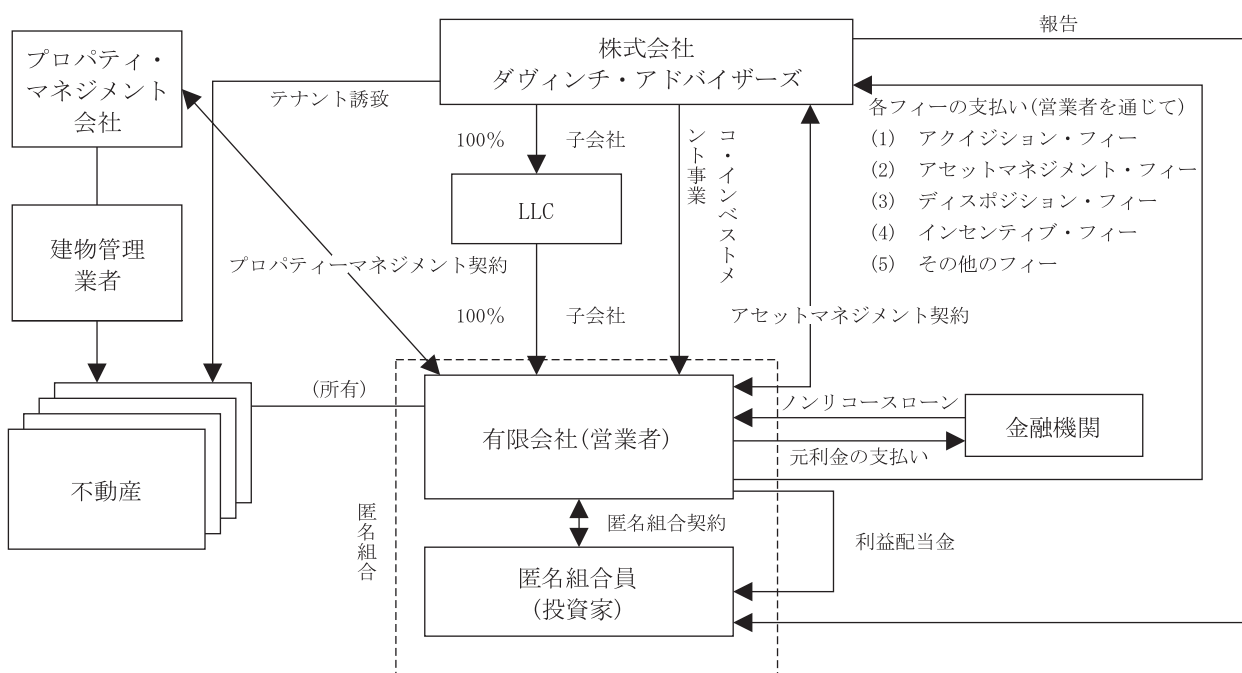 報告
株式会社
ダヴィンチ・アドバイザーズ
プロパティ・
マネジメント
会社
テナント誘致
各フィーの支払い(営業者を通じて)
(1) アクイジション・フィー
(2) アセットマネジメント・フィー
(3) ディスポジション・フィー
(4) インセンティブ・フィー
(5) その他のフィー
100% 子会社
コ・インベストメ
ント事業
LLC
建物管理
業者
プロパティーマネジメント契約
100% 子会社
アセットマネジメント契約
(所有)
ノンリコースローン
金融機関
有限会社(営業者)
元利金の支払い
不動産
匿名組合
匿名組合契約
利益配当金
匿名組合員
(投資家)